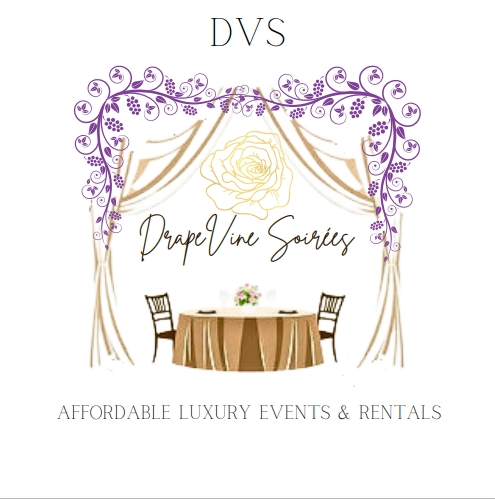 DVS
DrapeVine Soirées
AFFORDABLE LUXURY EVENTS & RENTALS